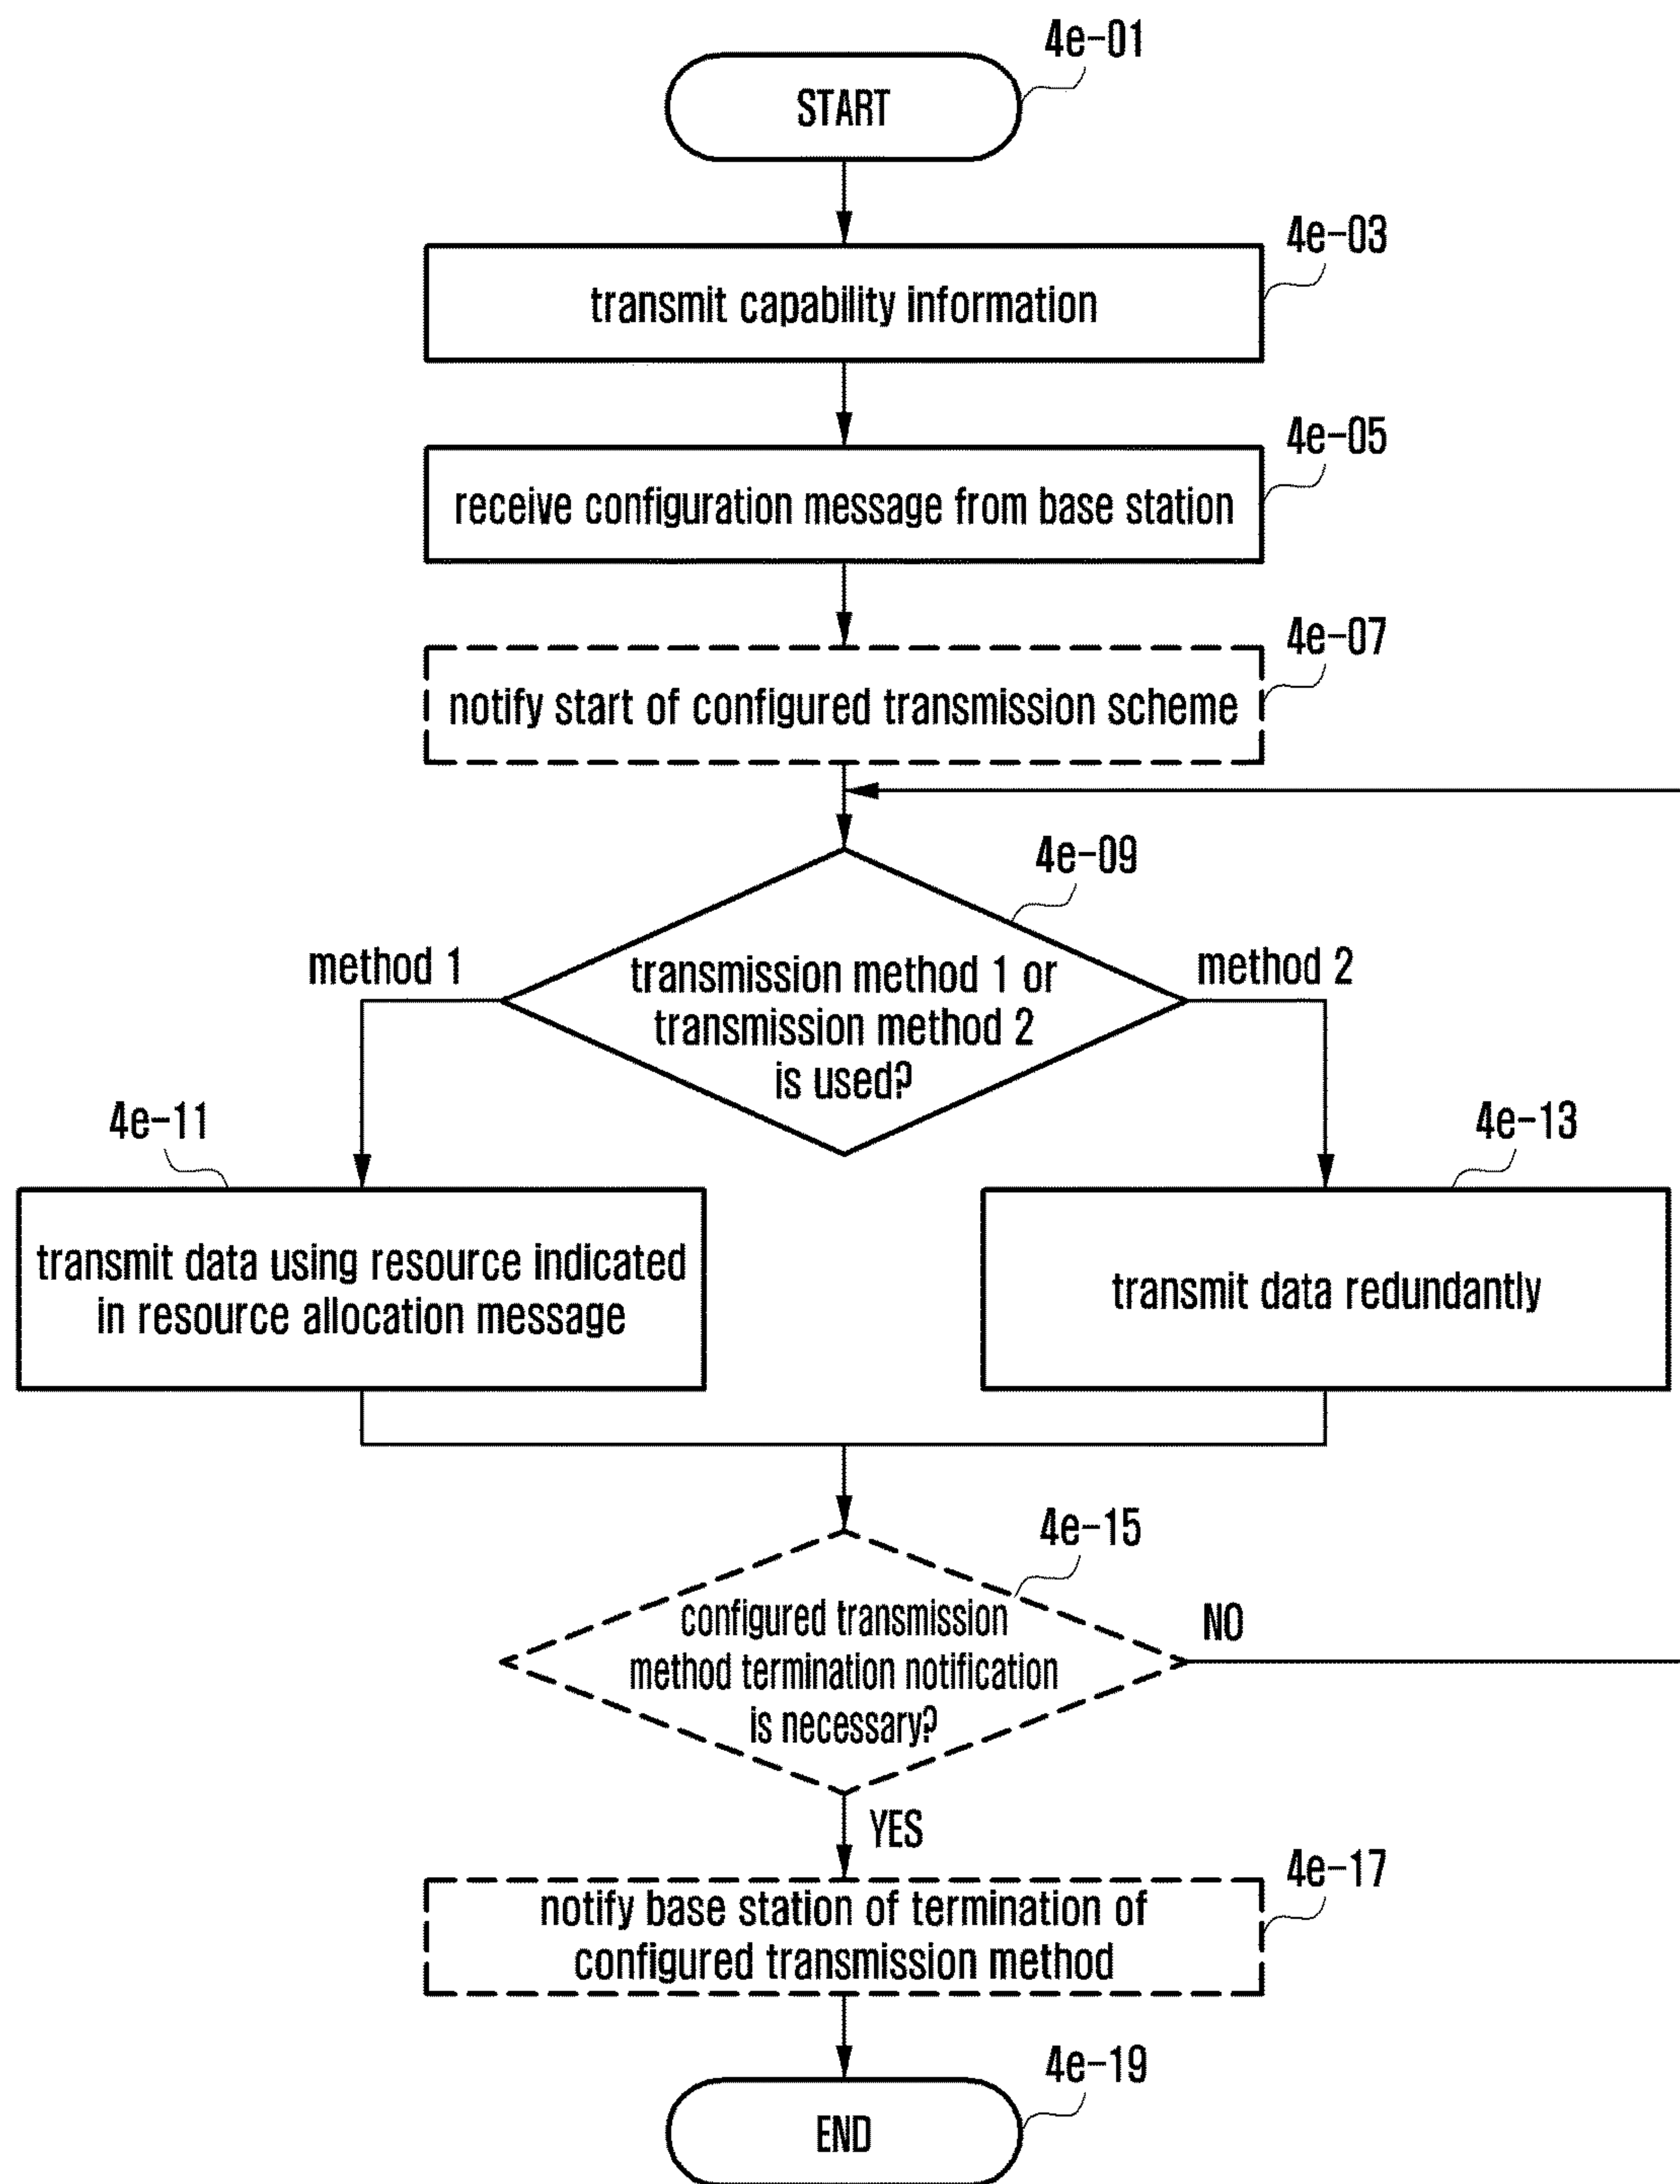 4e-01
START
4e-03
transmit capability information
4e-05
receive configuration message from base station
4e-07
notify start of configured transmission scheme
4e-09
method 1
transmission method 1 or
transmission method 2
is used?
method 2
4e-11
transmit data using resource indicated
in resource allocation message
4e-13
transmit data redundantly
4e-15
configured transmission
method termination notification
is necessary?
NO
YES
4e-17
notify base station of termination of
configured transmission method
4e-19
END